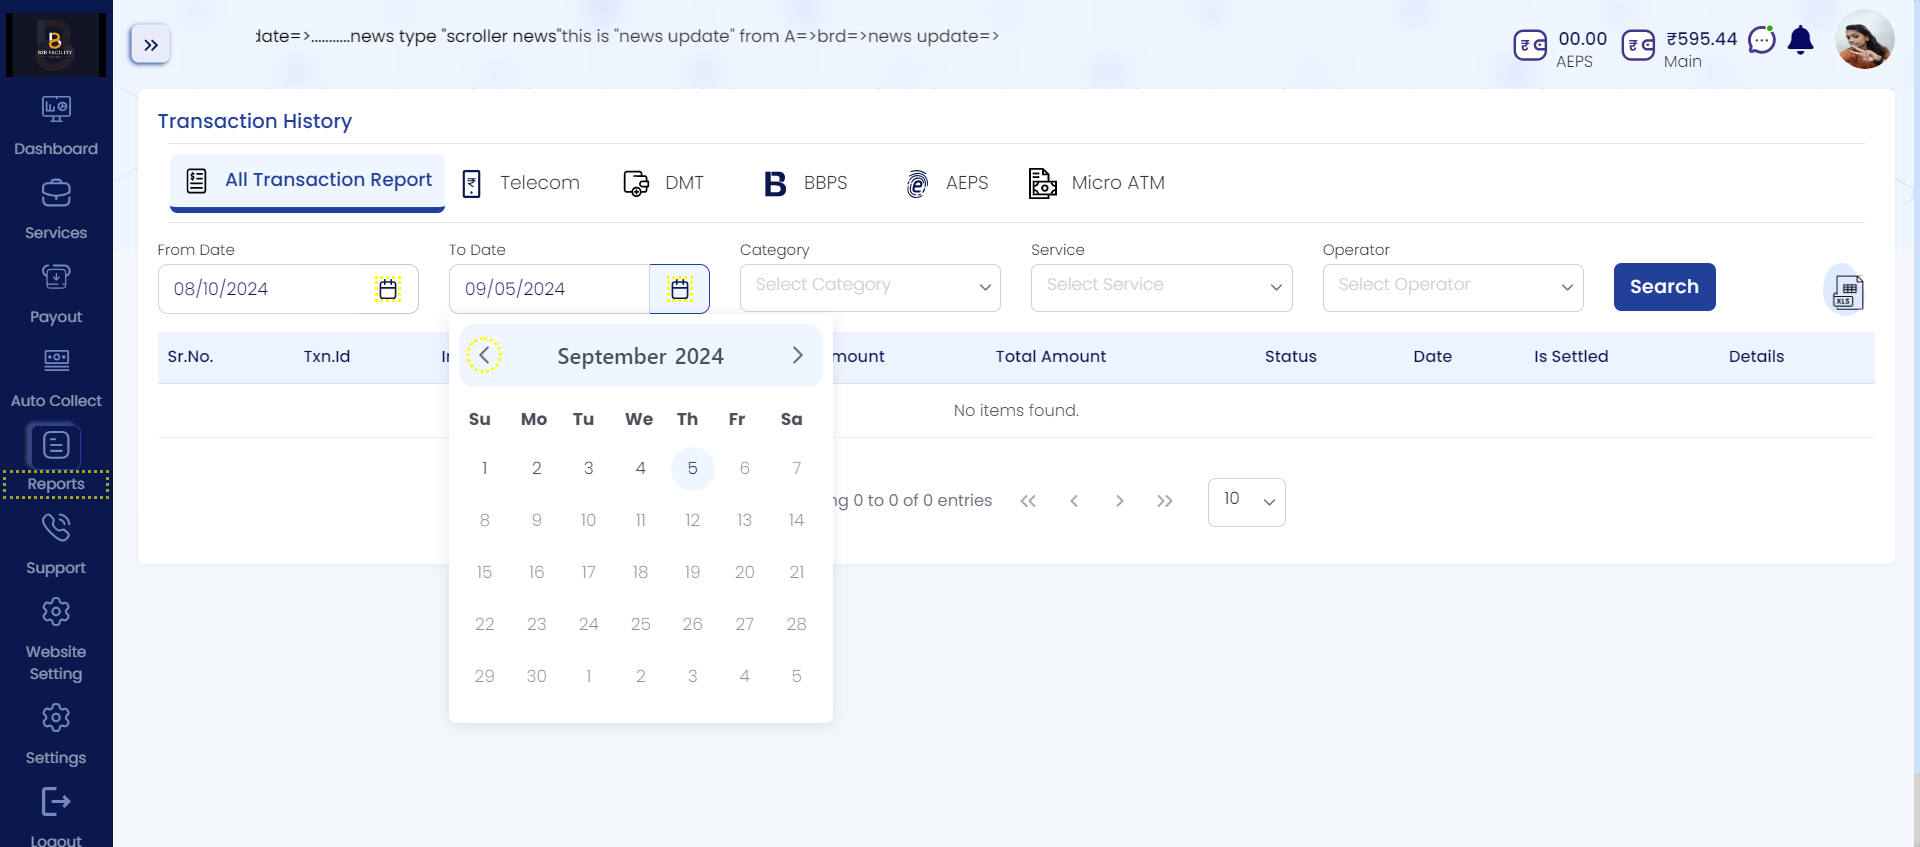 B2B FACILITY
date=>...........news type "scroller news"this is "news update" from A=>brd=>news update=>
00.00
AEPS
₹595.44
Main
Transaction History
All Transaction Report
Telecom
DMT
BBPS
AEPS
Micro ATM
From Date
To Date
Category
Service
Operator
08/10/2024
09/05/2024
Select Category
Select Service
Select Operator
Search
XLS
Sr.No.
Txn.Id
Total Amount
Status
Date
Is Settled
Details
No items found.
September 2024
Su Mo Tu We Th Fr Sa
1 2 3 4 5 6 7
8 9 10 11 12 13 14
15 16 17 18 19 20 21
22 23 24 25 26 27 28
29 30 1 2 3 4 5
0 to 0 of 0 entries
10
Dashboard
Services
Payout
Auto Collect
Reports
Support
Website
Setting
Settings
Logout